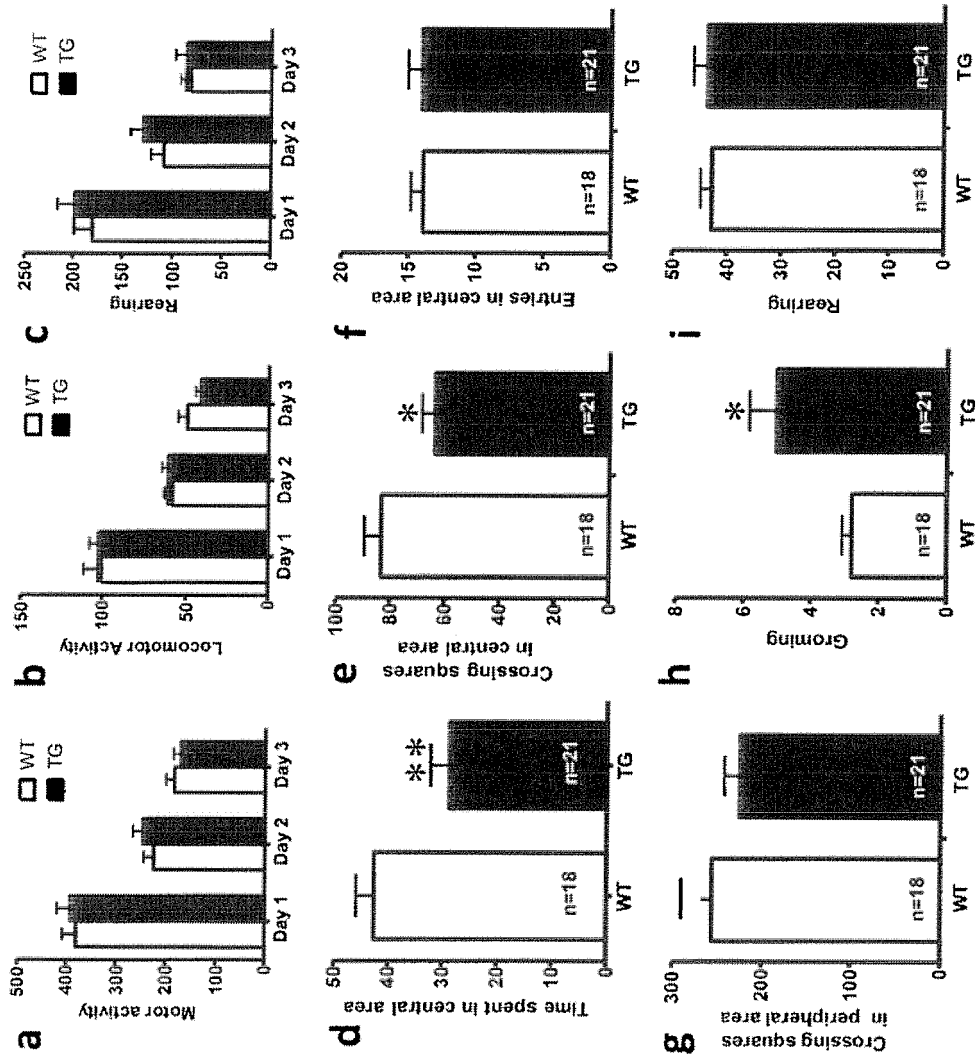 a
Motor activity
500
400
300
200
100
0
Day 1
Day 2
Day 3
WT
TG
b
Locomotor Activity
150
100
50
0
Day 1
Day 2
Day 3
WT
TG
c
Rearing
250
200
150
100
50
0
Day 1
Day 2
Day 3
WT
TG
d
Time spent in central area
50
40
30
20
10
0
n=18
n=21
**
WT
TG
e
Crossing squares
in central area
100
80
60
40
20
0
n=18
n=21
*
WT
TG
f
Entries in central area
20
15
10
5
0
n=18
n=21
WT
TG
g
Crossing squares
in peripheral area
300
200
100
0
n=18
n=21
WT
TG
h
Groming
8
6
4
2
0
n=18
n=21
*
WT
TG
i
Rearing
50
40
30
20
10
0
n=18
n=21
WT
TG